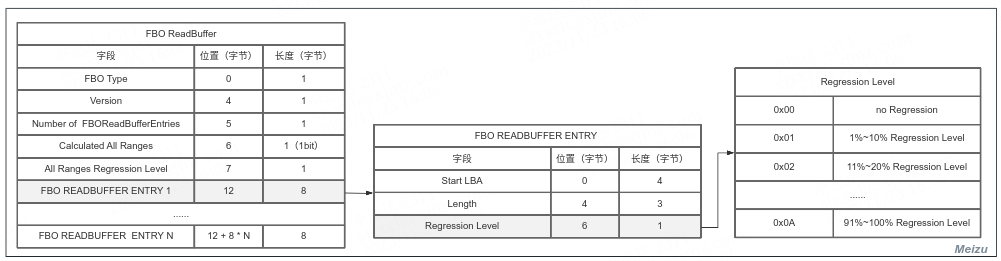 FBO ReadBuffer
字段 位置（字节） 长度（字节）
FBO Type 0 1
Version 4 1
Number of FBOReadBufferEntries 5 1
Calculated All Ranges 6 1（1bit）
All Ranges Regression Level 7 1
FBO READBUFFER ENTRY 1 12 8
......
FBO READBUFFER ENTRY N 12 + 8 * N 8
FBO READBUFFER ENTRY
字段 位置（字节） 长度（字节）
Start LBA 0 4
Length 4 3
Regression Level 6 1
Regression Level
0x00 no Regression
0x01 1%~10% Regression Level
0x02 11%~20% Regression Level
......
0x0A 91%~100% Regression Level
Meizu